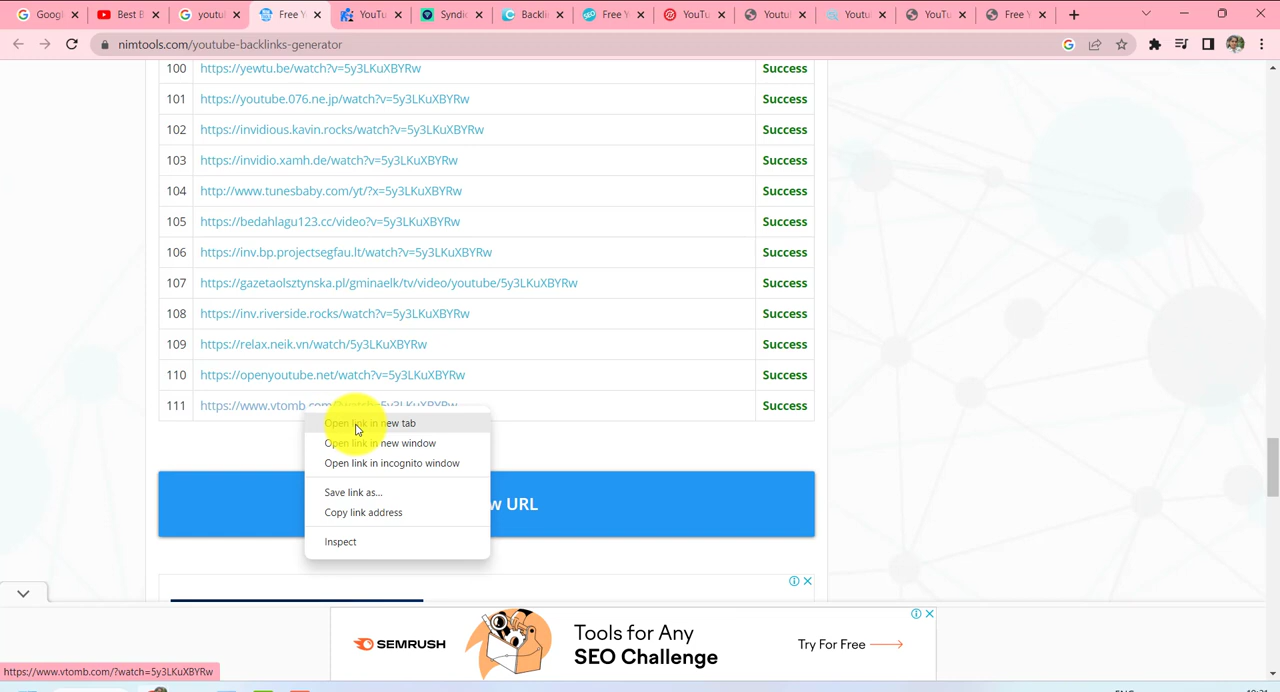 Googl
Best B
youtul
Free Y
YouTu
Syndic
Backlin
Free Y
YouTu
Youtu
Youtu
YouTu
Free Y
nimtools.com/youtube-backlinks-generator
100 https://yewtu.be/watch?v=5y3LKuXBYRw Success
101 https://youtube.076.ne.jp/watch?v=5y3LKuXBYRw Success
102 https://invidious.kavin.rocks/watch?v=5y3LKuXBYRw Success
103 https://invidio.xamh.de/watch?v=5y3LKuXBYRw Success
104 http://www.tunesbaby.com/yt/?x=5y3LKuXBYRw Success
105 https://bedahlagu123.cc/video?v=5y3LKuXBYRw Success
106 https://inv.bp.projectsegfau.lt/watch?v=5y3LKuXBYRw Success
107 https://gazetaolsztynska.pl/gminaelk/tv/video/youtube/5y3LKuXBYRw Success
108 https://inv.riverside.rocks/watch?v=5y3LKuXBYRw Success
109 https://relax.neik.vn/watch/5y3LKuXBYRw Success
110 https://openyoutube.net/watch?v=5y3LKuXBYRw Success
111 https://www.vtomb.com/?watch=5y3LKuXBYRw Success
Open link in new tab
Open link in new window
Open link in incognito window
Save link as...
Copy link address
Inspect
w URL
SEMRUSH
Tools for Any
SEO Challenge
Try For Free
https://www.vtomb.com/?watch=5y3LKuXBYRw